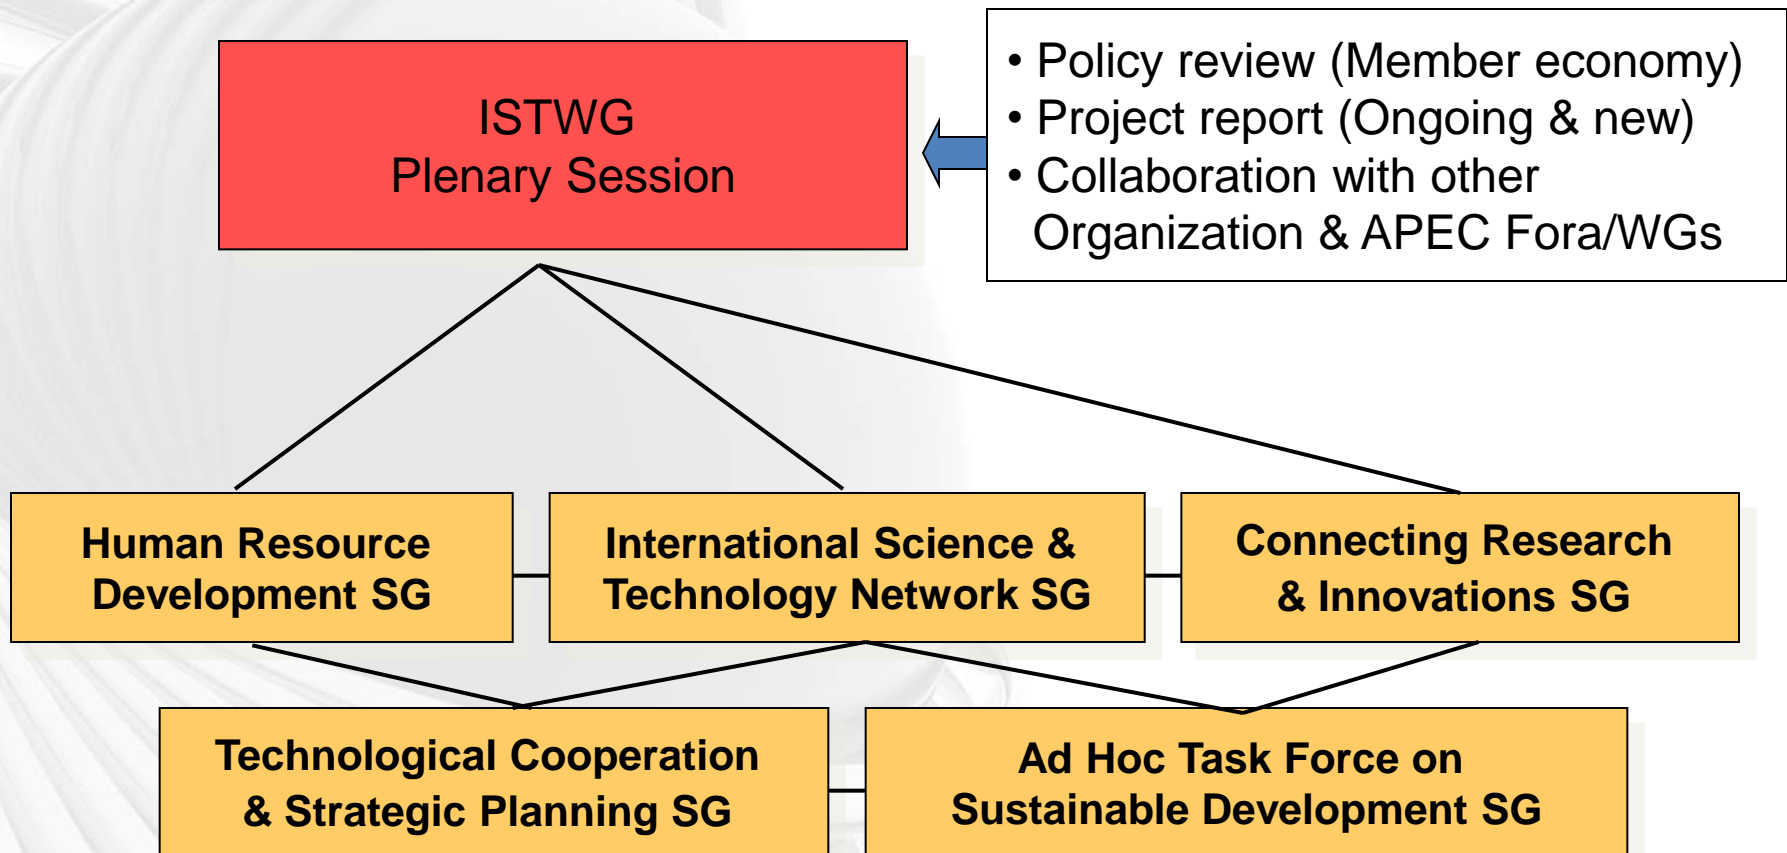 ISTWG
Plenary Session
• Policy review (Member economy)
• Project report (Ongoing & new)
• Collaboration with other
Organization & APEC Fora/WGs
Human Resource
Development SG
International Science &
Technology Network SG
Connecting Research
& Innovations SG
Technological Cooperation
& Strategic Planning SG
Ad Hoc Task Force on
Sustainable Development SG